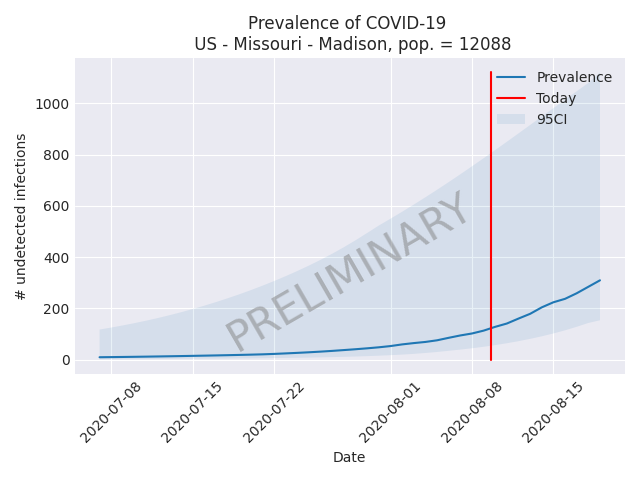 Prevalence of COVID-19
US - Missouri - Madison, pop. = 12088
# undetected infections
1000
800
600
400
200
0
Prevalence
Today
95CI
PRELIMINARY
2020-07-08
2020-07-15
2020-07-22
2020-08-01
2020-08-08
2020-08-15
Date